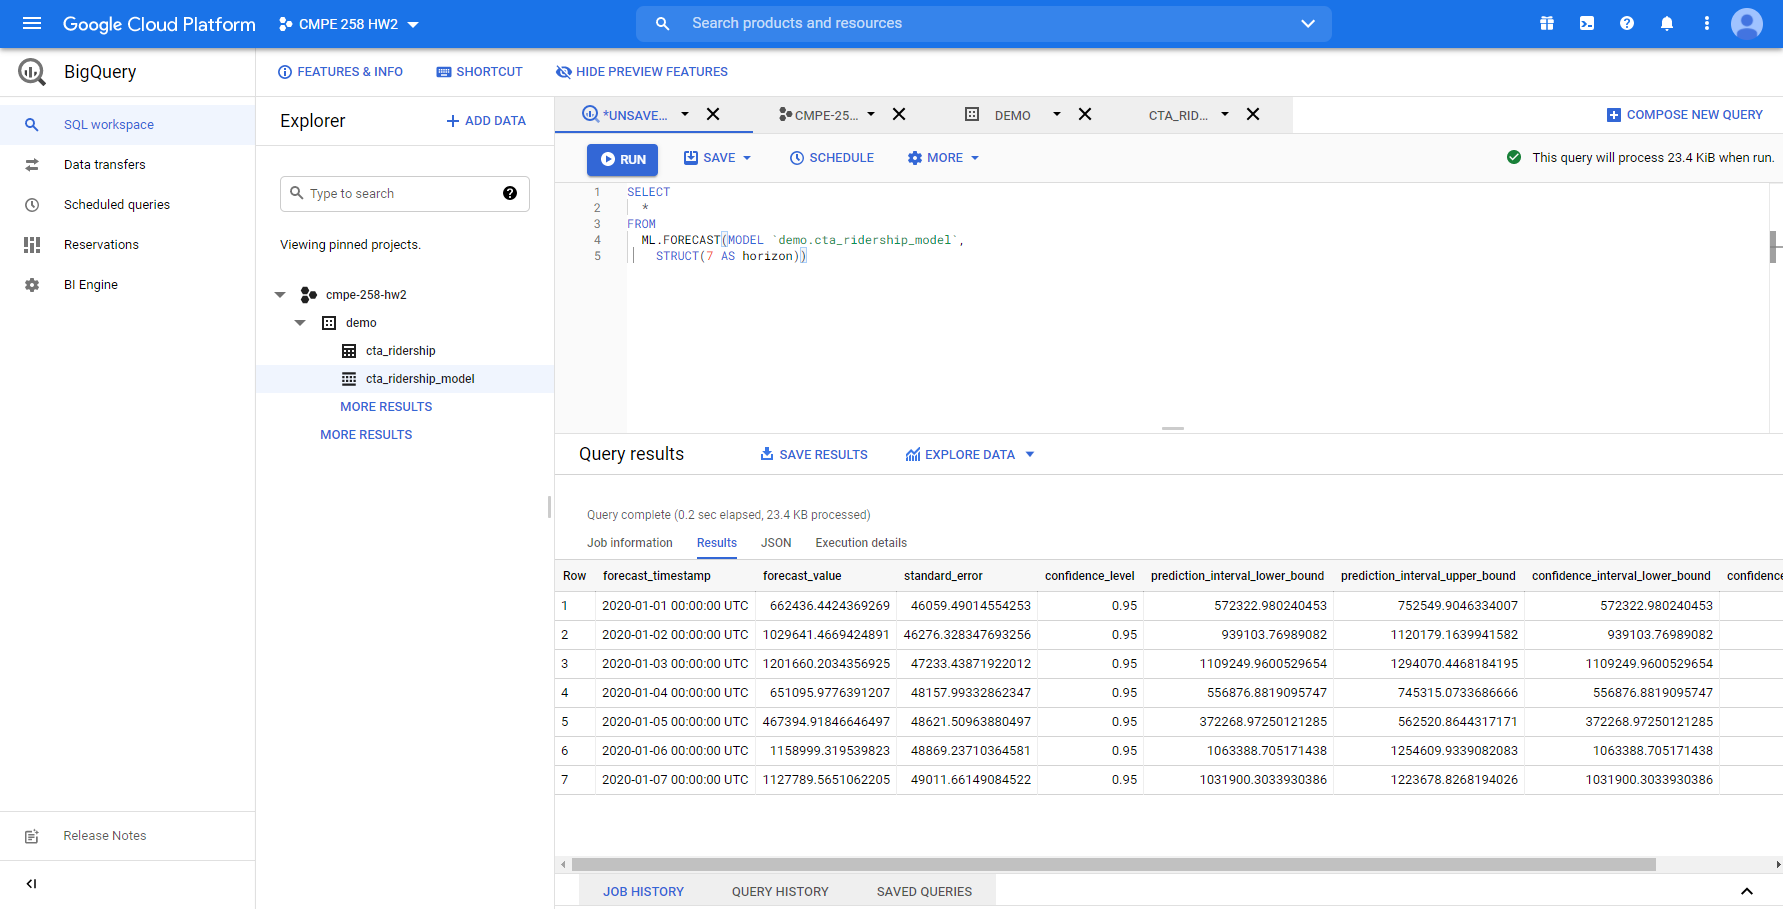 Google Cloud Platform CMPE 258 HW2 Search products and resources
BigQuery FEATURES & INFO SHORTCUT HIDE PREVIEW FEATURES
SQL workspace
Data transfers
Scheduled queries
Reservations
BI Engine
Release Notes
Explorer ADD DATA
Type to search
Viewing pinned projects.
cmpe-258-hw2
demo
cta_ridership
cta_ridership_model
MORE RESULTS
MORE RESULTS
*UNSAVE... CMPE-25... DEMO CTA_RID... COMPOSE NEW QUERY
RUN SAVE SCHEDULE MORE This query will process 23.4 KiB when run.
1 SELECT
2 *
3 FROM
4 ML.FORECAST(MODEL `demo.cta_ridership_model`,
5 STRUCT(7 AS horizon))
Query results SAVE RESULTS EXPLORE DATA
Query complete (0.2 sec elapsed, 23.4 KB processed)
Job information Results JSON Execution details
Row forecast_timestamp forecast_value standard_error confidence_level prediction_interval_lower_bound prediction_interval_upper_bound confidence_interval_lower_bound confidence
1 2020-01-01 00:00:00 UTC 662436.4424369269 46059.49014554253 0.95 572322.980240453 752549.9046334007 572322.980240453
2 2020-01-02 00:00:00 UTC 1029641.4669424891 46276.328347693256 0.95 939103.76989082 1120179.1639941582 939103.76989082
3 2020-01-03 00:00:00 UTC 1201660.2034356925 47233.43871922012 0.95 1109249.9600529654 1294070.4468184195 1109249.9600529654
4 2020-01-04 00:00:00 UTC 651095.9776391207 48157.99332862347 0.95 556876.8819095747 745315.0733686666 556876.8819095747
5 2020-01-05 00:00:00 UTC 467394.91846646497 48621.50963880497 0.95 372268.97250121285 562520.8644317171 372268.97250121285
6 2020-01-06 00:00:00 UTC 1158999.319539823 48869.23710364581 0.95 1063388.705171438 1254609.9339082083 1063388.705171438
7 2020-01-07 00:00:00 UTC 1127789.5651062205 49011.66149084522 0.95 1031900.3033930386 1223678.8268194026 1031900.3033930386
JOB HISTORY QUERY HISTORY SAVED QUERIES